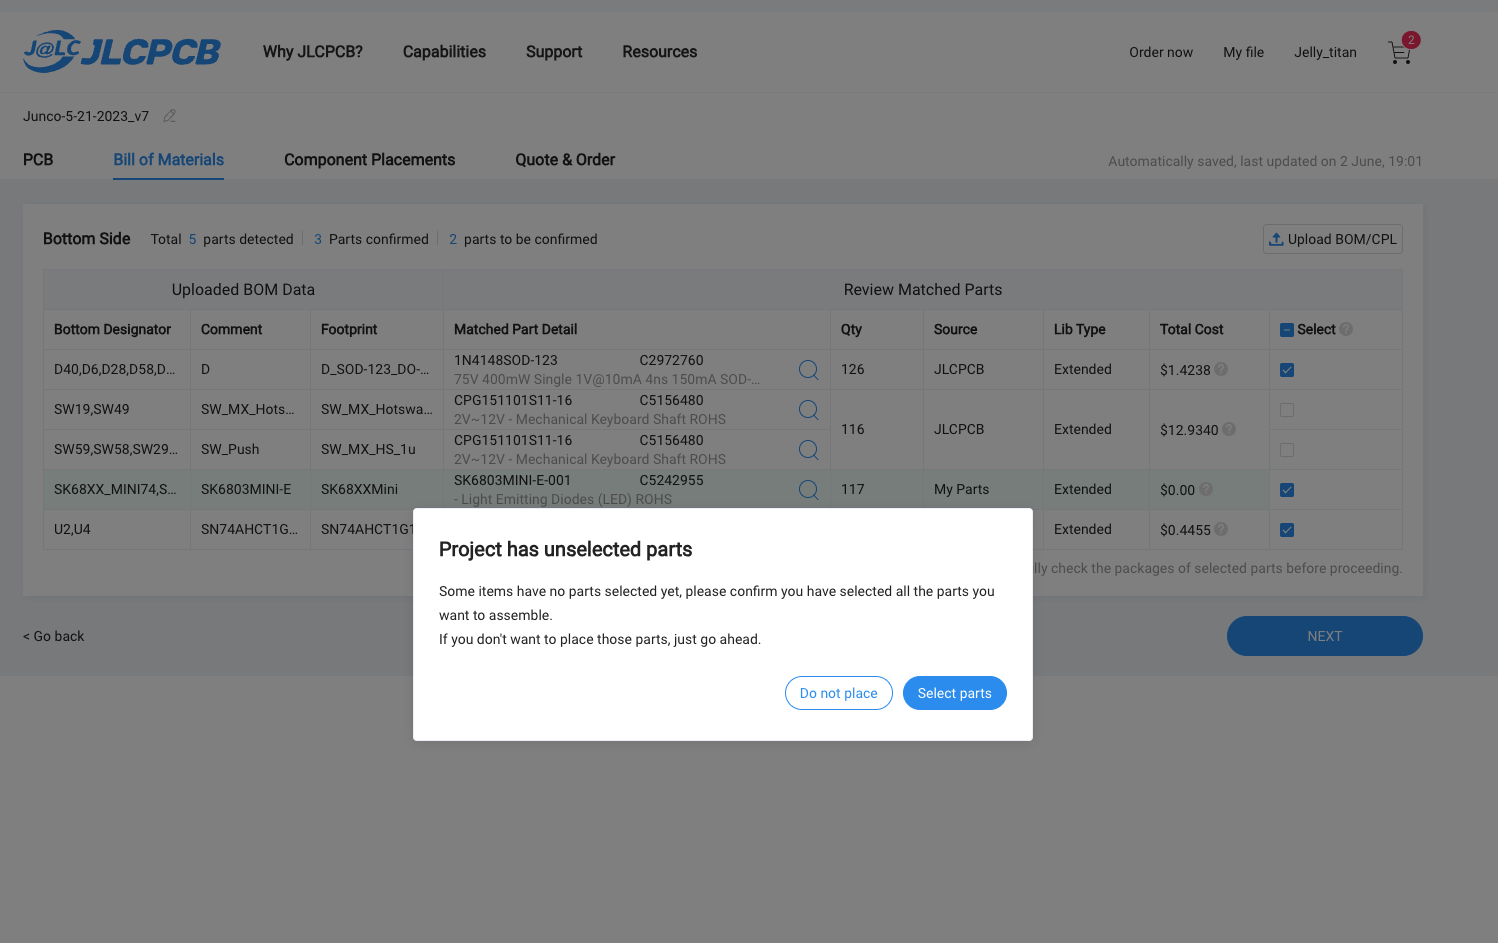 J@LC JLCPCB
Why JLCPCB?
Capabilities
Support
Resources
Order now
My file
Jelly_titan
2
Junco-5-21-2023_v7
PCB
Bill of Materials
Component Placements
Quote & Order
Automatically saved, last updated on 2 June, 19:01
Bottom Side
Total 5 parts detected
3 Parts confirmed
2 parts to be confirmed
Upload BOM/CPL
Uploaded BOM Data
Review Matched Parts
Bottom Designator
Comment
Footprint
Matched Part Detail
Qty
Source
Lib Type
Total Cost
Select ?
D40,D6,D28,D58,D...
D
D_SOD-123_DO-...
1N4148SOD-123
C2972760
75V 400mW Single 1V@10mA 4ns 150mA SOD-...
126
JLCPCB
Extended
$1.4238 ?
SW19,SW49
SW_MX_Hots...
SW_MX_Hotswa...
CPG151101S11-16
C5156480
2V~12V - Mechanical Keyboard Shaft ROHS
116
JLCPCB
Extended
$12.9340 ?
SW59,SW58,SW29...
SW_Push
SW_MX_HS_1u
CPG151101S11-16
C5156480
2V~12V - Mechanical Keyboard Shaft ROHS
SK68XX_MINI74,S...
SK6803MINI-E
SK68XXMini
SK6803MINI-E-001
C5242955
- Light Emitting Diodes (LED) ROHS
117
My Parts
Extended
$0.00 ?
U2,U4
SN74AHCT1G...
SN74AHCT1G1
Extended
$0.4455 ?
check the packages of selected parts before proceeding.
Project has unselected parts
Some items have no parts selected yet, please confirm you have selected all the parts you
want to assemble.
If you don't want to place those parts, just go ahead.
Do not place
Select parts
< Go back
NEXT